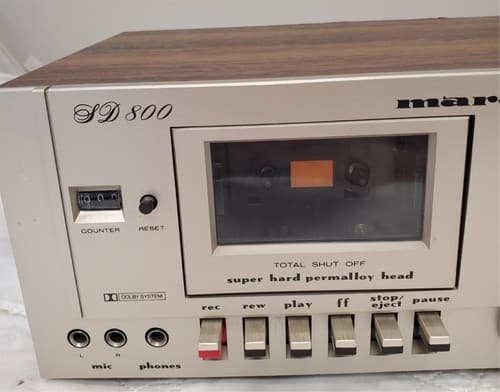 SD 800
mar
COUNTER
RESET
TOTAL SHUT OFF
super hard permalloy head
DOLBY SYSTEM
rec
rew
play
ff
stop/
eject
pause
L
R
mic
phones